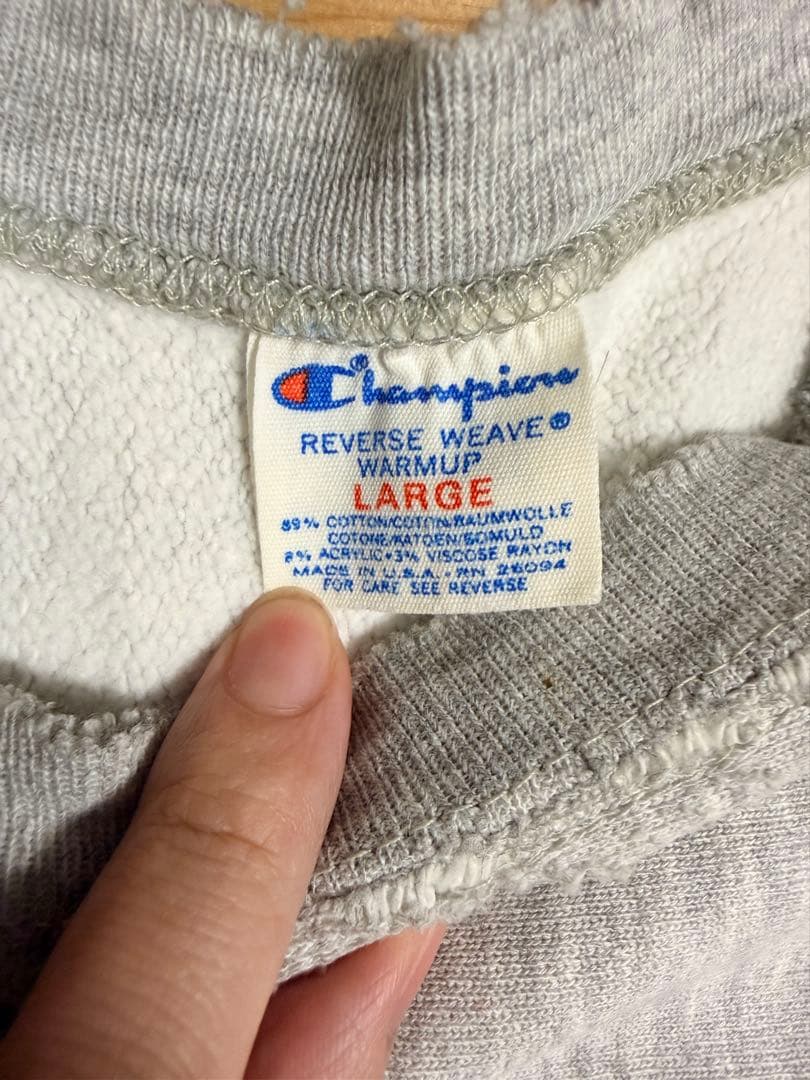 Champion®
REVERSE WEAVE®
WARMUP
LARGE
89% COTTON/COTON/BAUMWOLLE
COTONE/KATOEN/BOMULD
8% ACRYLIC•3% VISCOSE RAYON
MADE IN U.S.A. • RN 26094
FOR CARE SEE REVERSE